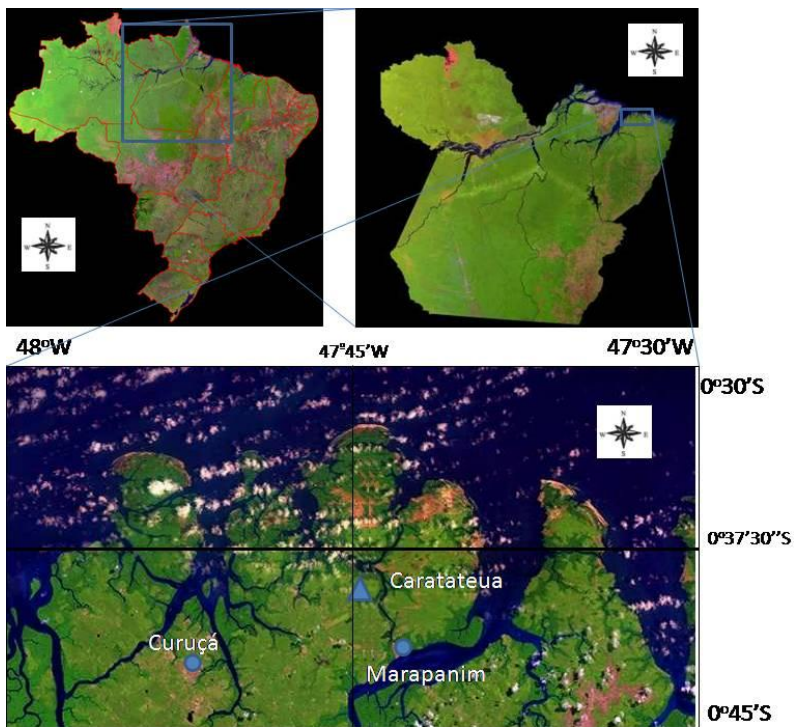 N
W E
S
N
W E
S
48ºW 47º45'W 47º30'W
0º30'S
N
W E
S
0º37'30''S
Caratateua
Curuçá
Marapanim
0º45'S